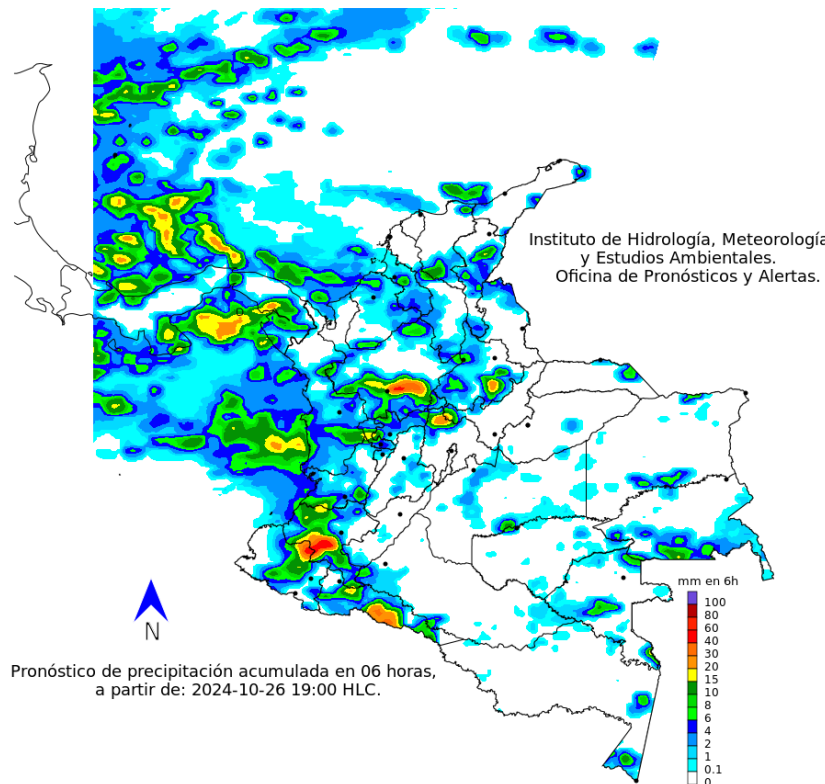 Instituto de Hidrología, Meteorología
y Estudios Ambientales.
Oficina de Pronósticos y Alertas.
mm en 6h
100
80
60
40
30
20
15
10
8
6
4
2
1
0.1
0
N
Pronóstico de precipitación acumulada en 06 horas,
a partir de: 2024-10-26 19:00 HLC.